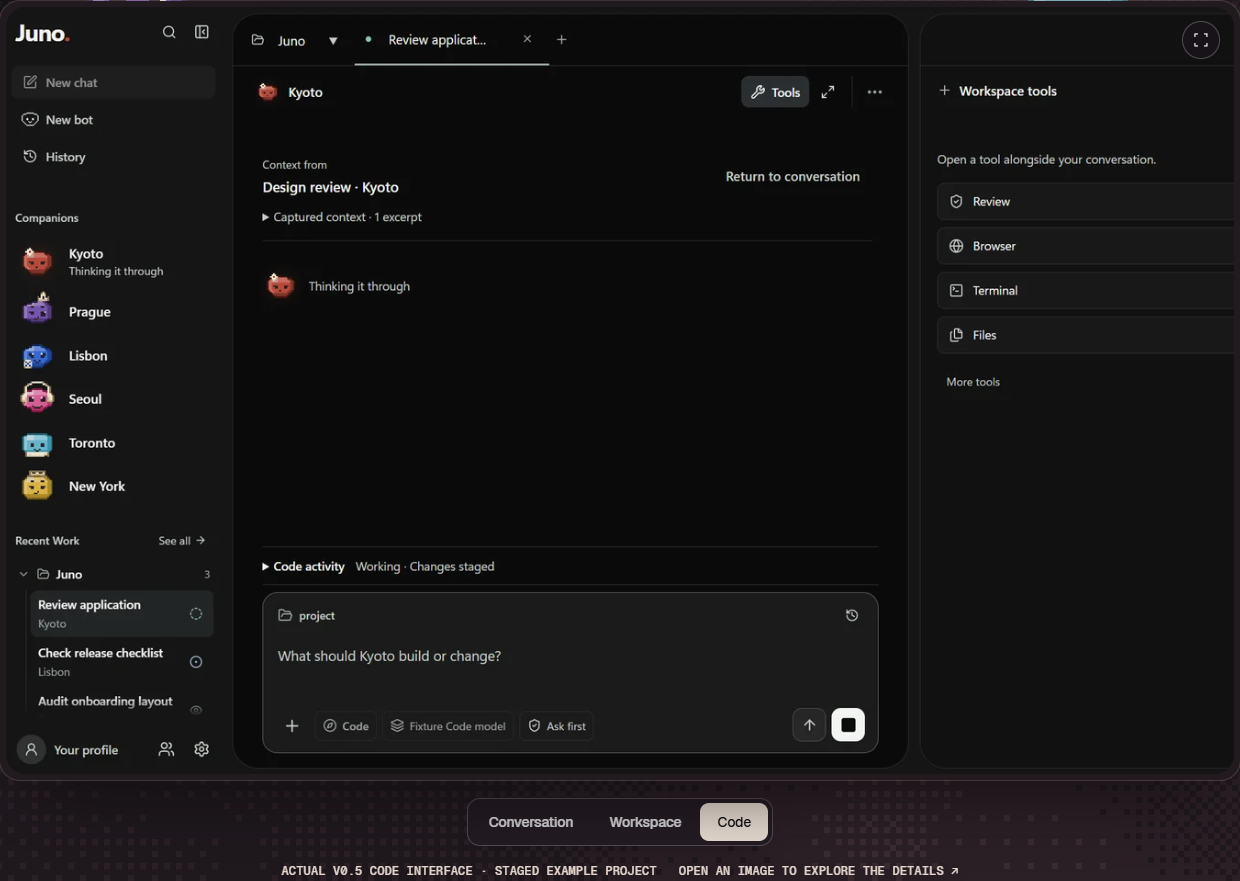 Juno.
New chat
New bot
History
Companions
Kyoto
Thinking it through
Prague
Lisbon
Seoul
Toronto
New York
Recent Work
See all →
Juno
3
Review application
Kyoto
Check release checklist
Lisbon
Audit onboarding layout
Your profile
Juno ▼
Review applicat...
Kyoto
Tools
Context from
Design review · Kyoto
Return to conversation
Captured context · 1 excerpt
Thinking it through
Code activity Working · Changes staged
project
What should Kyoto build or change?
Code
Fixture Code model
Ask first
Workspace tools
Open a tool alongside your conversation.
Review
Browser
Terminal
Files
More tools
Conversation
Workspace
Code
ACTUAL V0.5 CODE INTERFACE · STAGED EXAMPLE PROJECT OPEN AN IMAGE TO EXPLORE THE DETAILS ↗